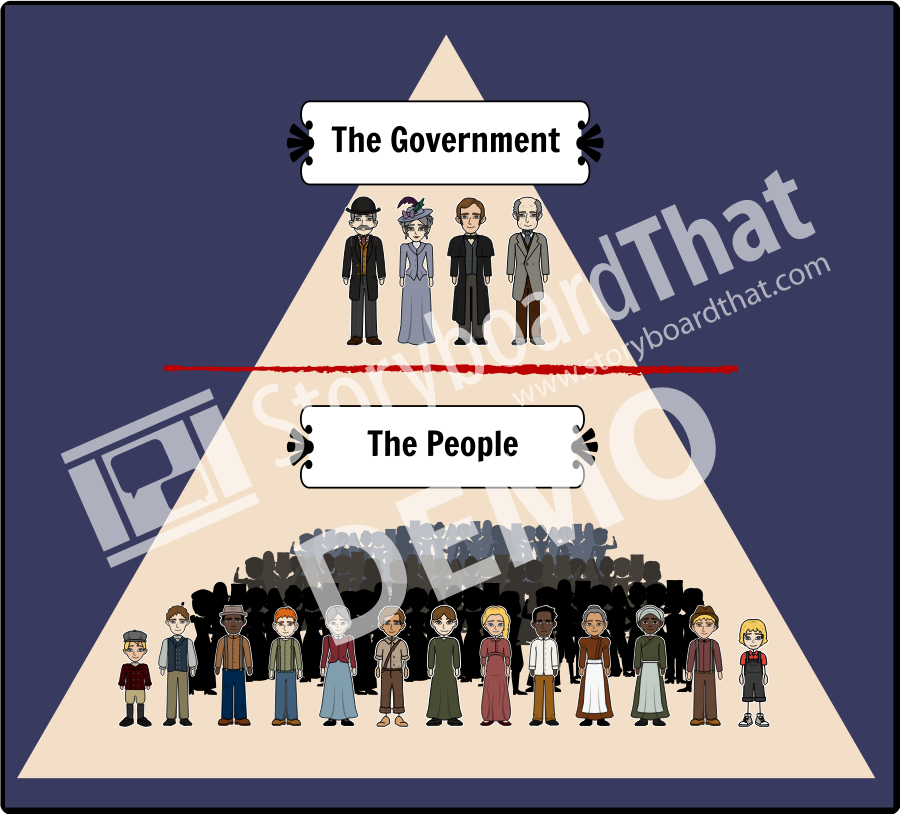 The Government
StoryboardThat
www.storyboardthat.com
The People
DEMO